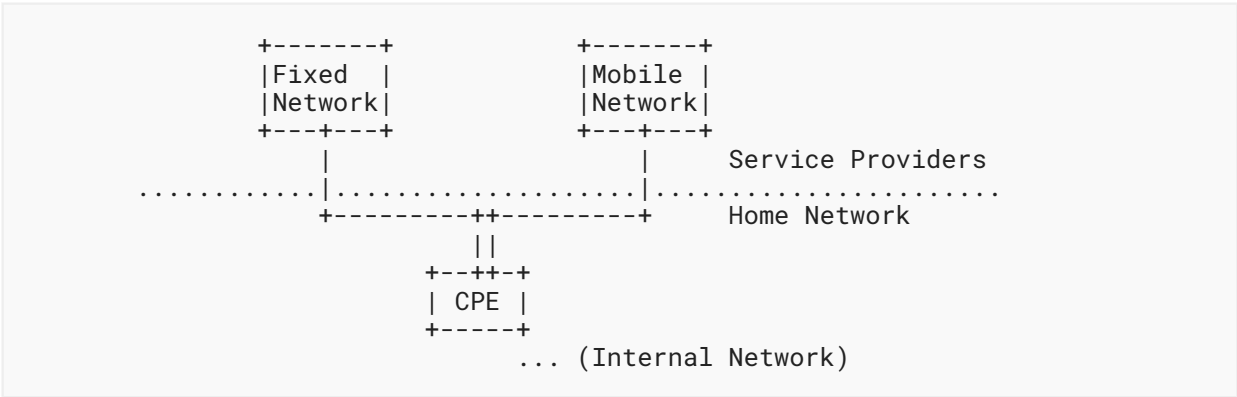 Fixed Mobile
Network Network
Service Providers
Home Network
CPE
... (Internal Network)